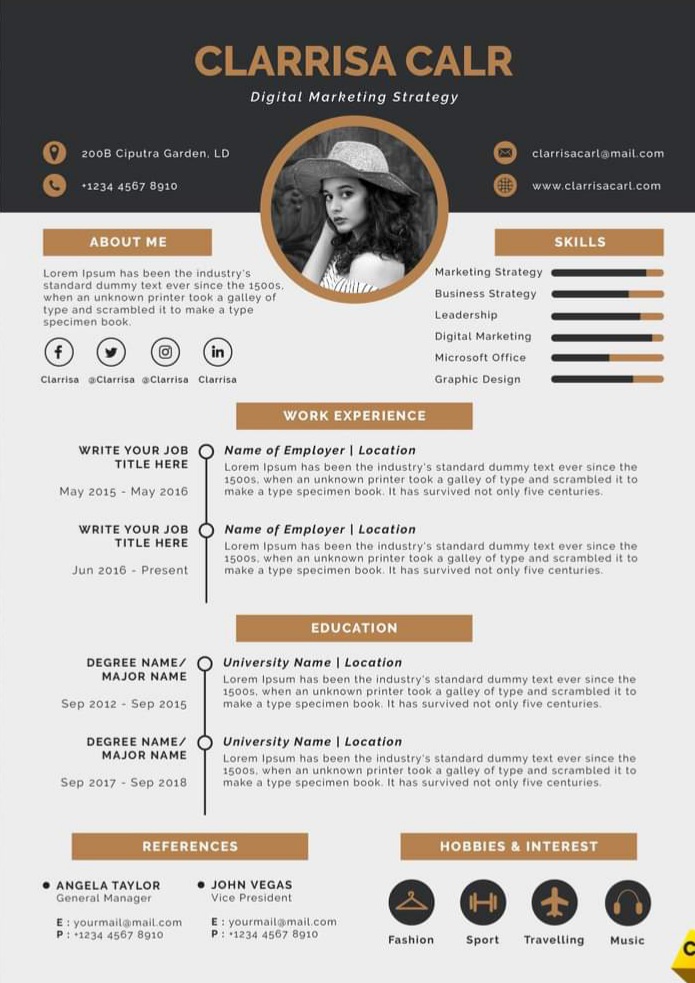 CLARRISA CALR
Digital Marketing Strategy
200B Ciputra Garden, LD
+1234 4567 8910
clarrisacarl@mail.com
www.clarrisacarl.com
ABOUT ME
Lorem Ipsum has been the industry's
standard dummy text ever since the 1500s,
when an unknown printer took a galley of
type and scrambled it to make a type
specimen book.
Clarrisa @Clarrisa @Clarrisa Clarrisa
SKILLS
Marketing Strategy
Business Strategy
Leadership
Digital Marketing
Microsoft Office
Graphic Design
WORK EXPERIENCE
WRITE YOUR JOB
TITLE HERE
May 2015 - May 2016
Name of Employer | Location
Lorem Ipsum has been the industry's standard dummy text ever since the
1500s, when an unknown printer took a galley of type and scrambled it to
make a type specimen book. It has survived not only five centuries.
WRITE YOUR JOB
TITLE HERE
Jun 2016 - Present
Name of Employer | Location
Lorem Ipsum has been the industry's standard dummy text ever since the
1500s, when an unknown printer took a galley of type and scrambled it to
make a type specimen book. It has survived not only five centuries.
EDUCATION
DEGREE NAME/
MAJOR NAME
Sep 2012 - Sep 2015
University Name | Location
Lorem Ipsum has been the industry's standard dummy text ever since the
1500s, when an unknown printer took a galley of type and scrambled it to
make a type specimen book. It has survived not only five centuries.
DEGREE NAME/
MAJOR NAME
Sep 2017 - Sep 2018
University Name | Location
Lorem Ipsum has been the industry's standard dummy text ever since the
1500s, when an unknown printer took a galley of type and scrambled it to
make a type specimen book. It has survived not only five centuries.
REFERENCES
ANGELA TAYLOR
General Manager
E : yourmail@mail.com
P : +1234 4567 8910
JOHN VEGAS
Vice President
E : yourmail@mail.com
P : +1234 4567 8910
HOBBIES & INTEREST
Fashion Sport Travelling Music